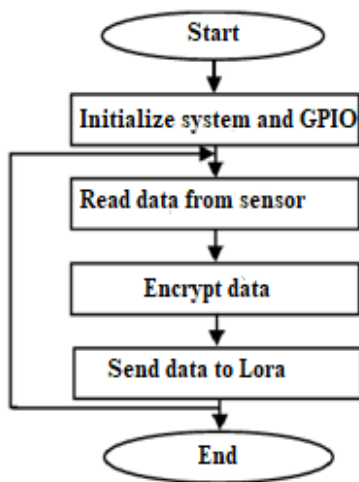 Start
Initialize system and GPIO
Read data from sensor
Encrypt data
Send data to Lora
End